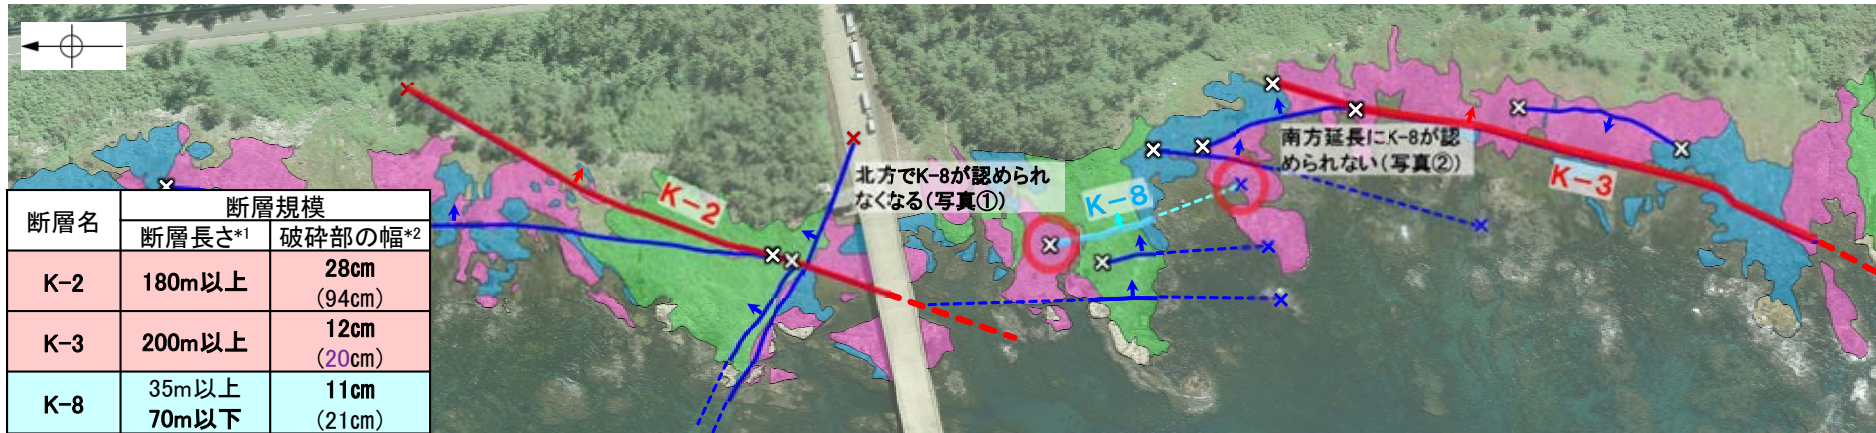 北方でK-8が認められ
なくなる(写真①)
南方延長にK-8が認
められない(写真②)
K-2
K-8
K-3
断層名 断層規模
断層長さ*1 破砕部の幅*2
K-2 180m以上 28cm
(94cm)
K-3 200m以上 12cm
(20cm)
K-8 35m以上 11cm
70m以下 (21cm)